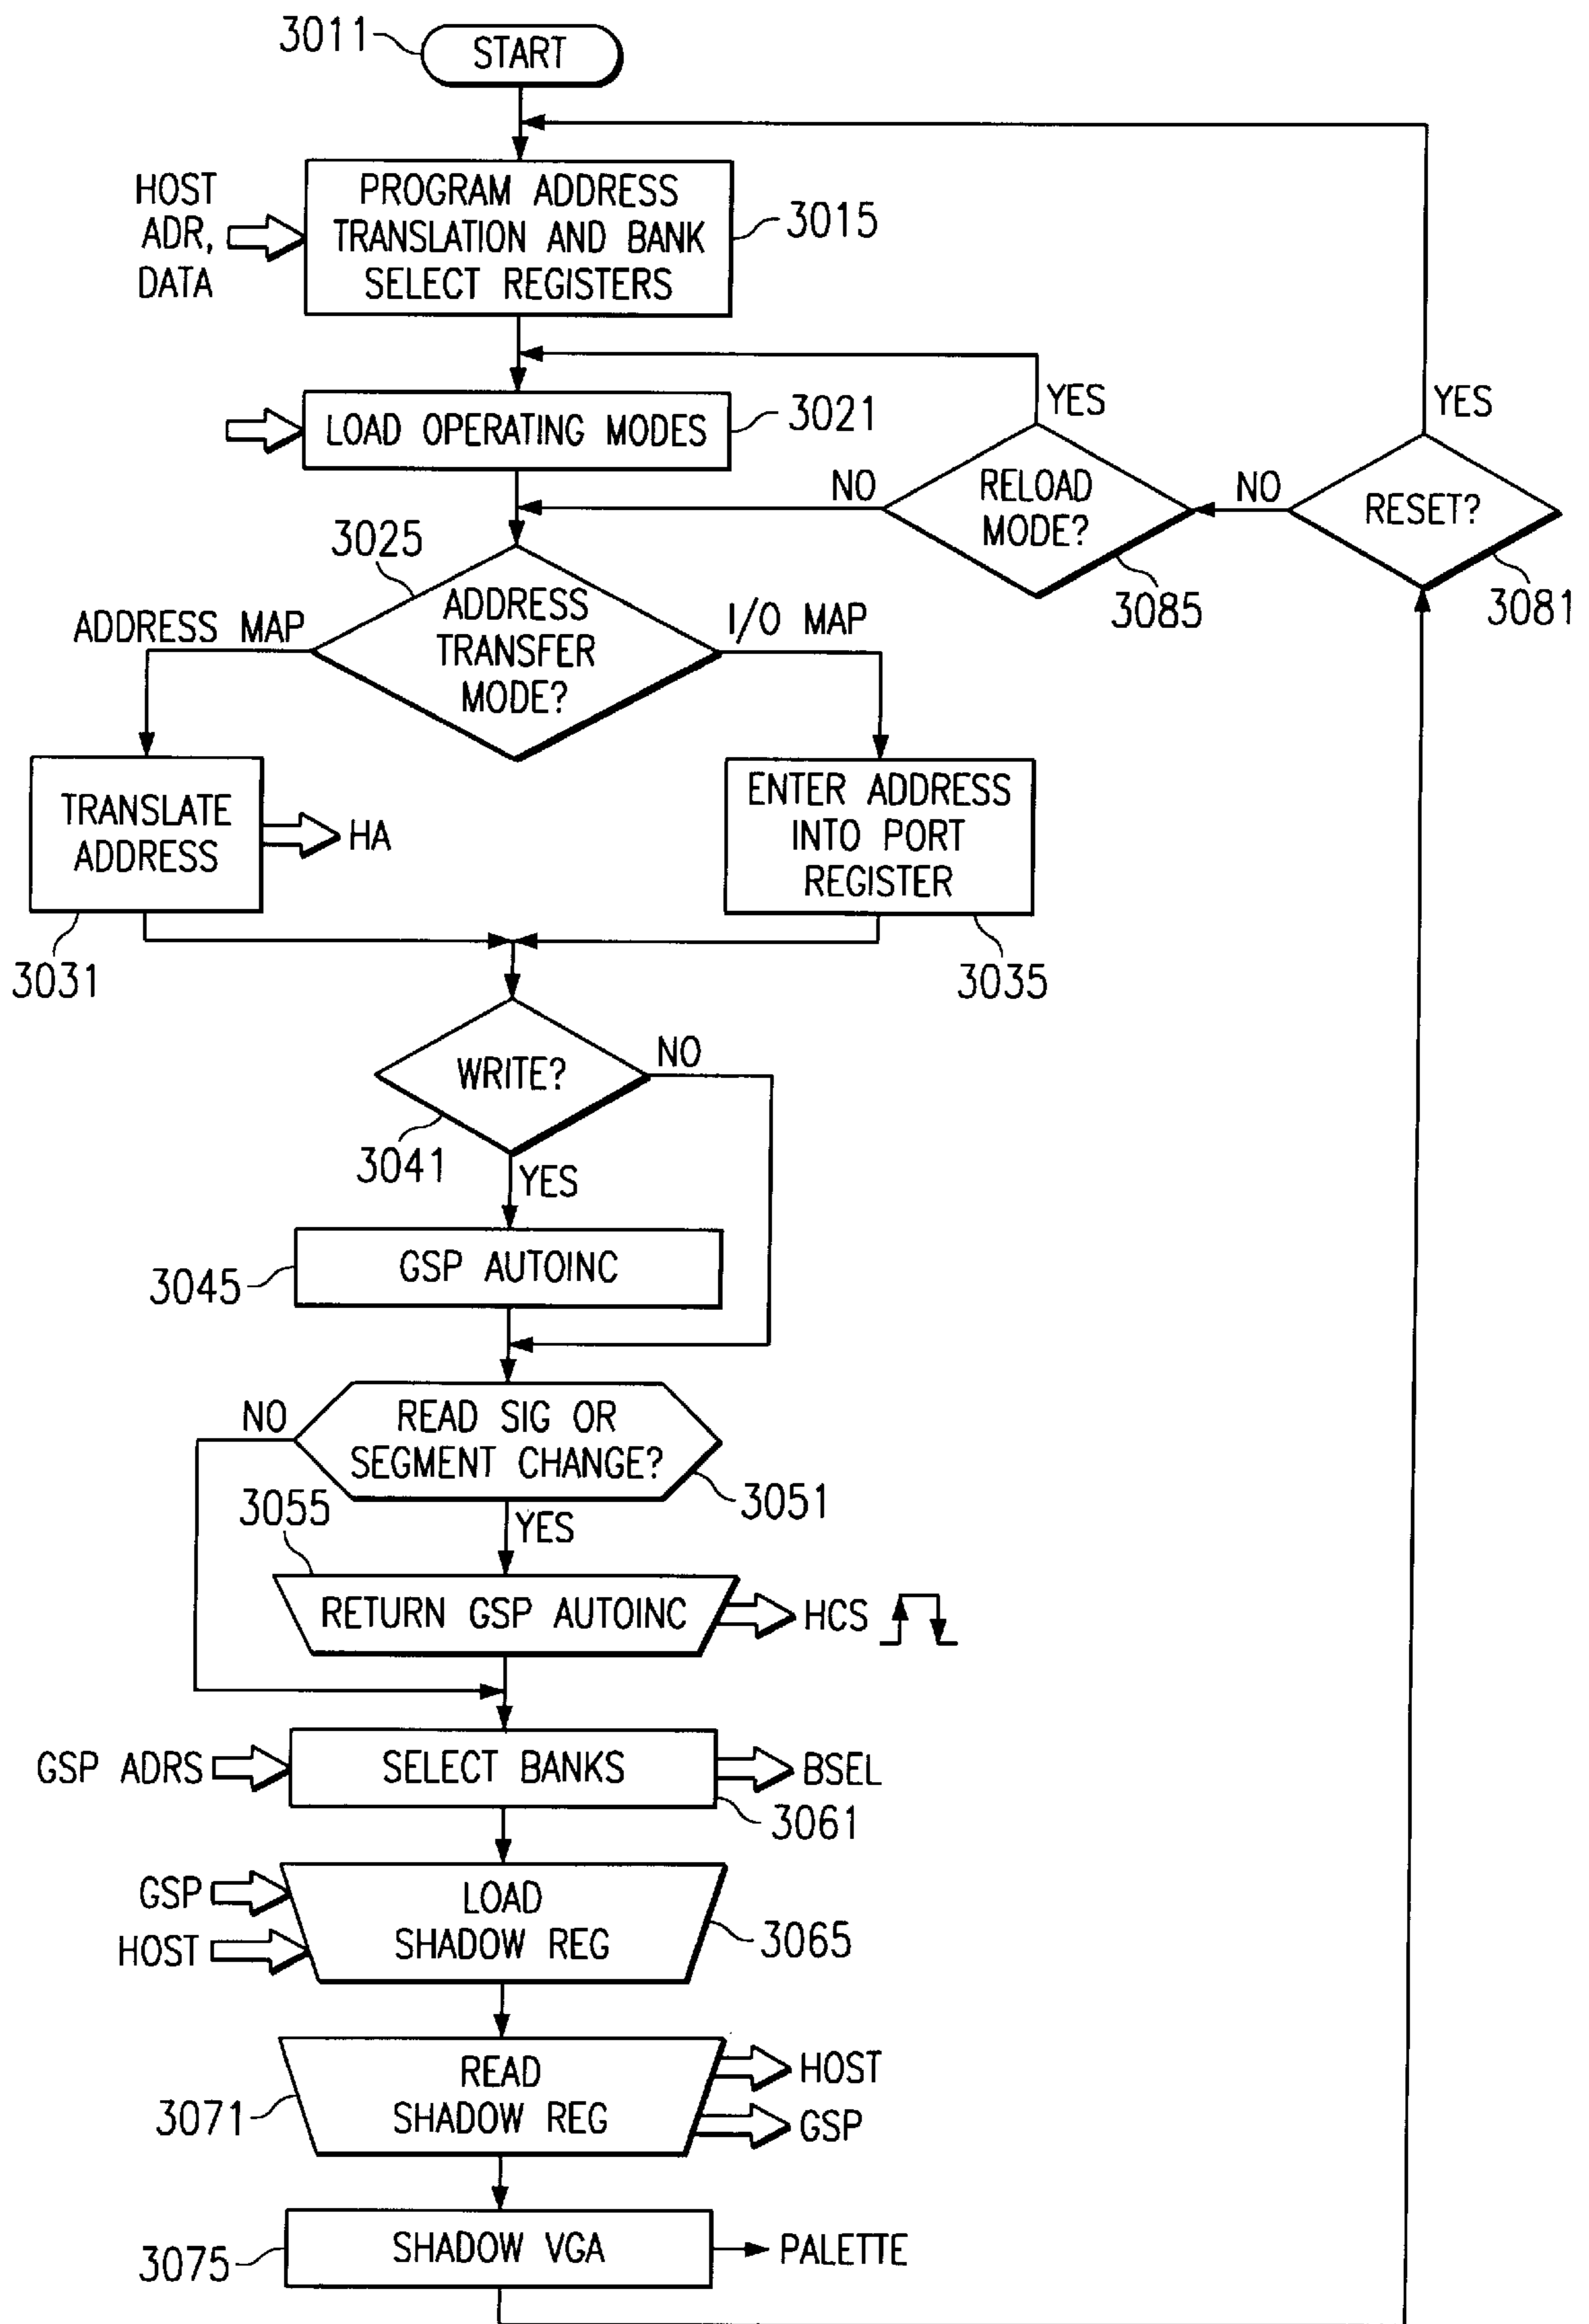 3011
START
HOST
ADR,
DATA
PROGRAM ADDRESS
TRANSLATION AND BANK
SELECT REGISTERS
3015
LOAD OPERATING MODES
3021
YES
YES
NO
RELOAD
MODE?
3085
NO
RESET?
3081
3025
ADDRESS MAP
ADDRESS
TRANSFER
MODE?
I/O MAP
TRANSLATE
ADDRESS
HA
3031
ENTER ADDRESS
INTO PORT
REGISTER
3035
WRITE?
NO
3041
YES
3045
GSP AUTOINC
NO
READ SIG OR
SEGMENT CHANGE?
3051
3055
YES
RETURN GSP AUTOINC
HCS
GSP ADRS
SELECT BANKS
BSEL
3061
GSP
HOST
LOAD
SHADOW REG
3065
READ
SHADOW REG
HOST
GSP
3071
3075
SHADOW VGA
PALETTE